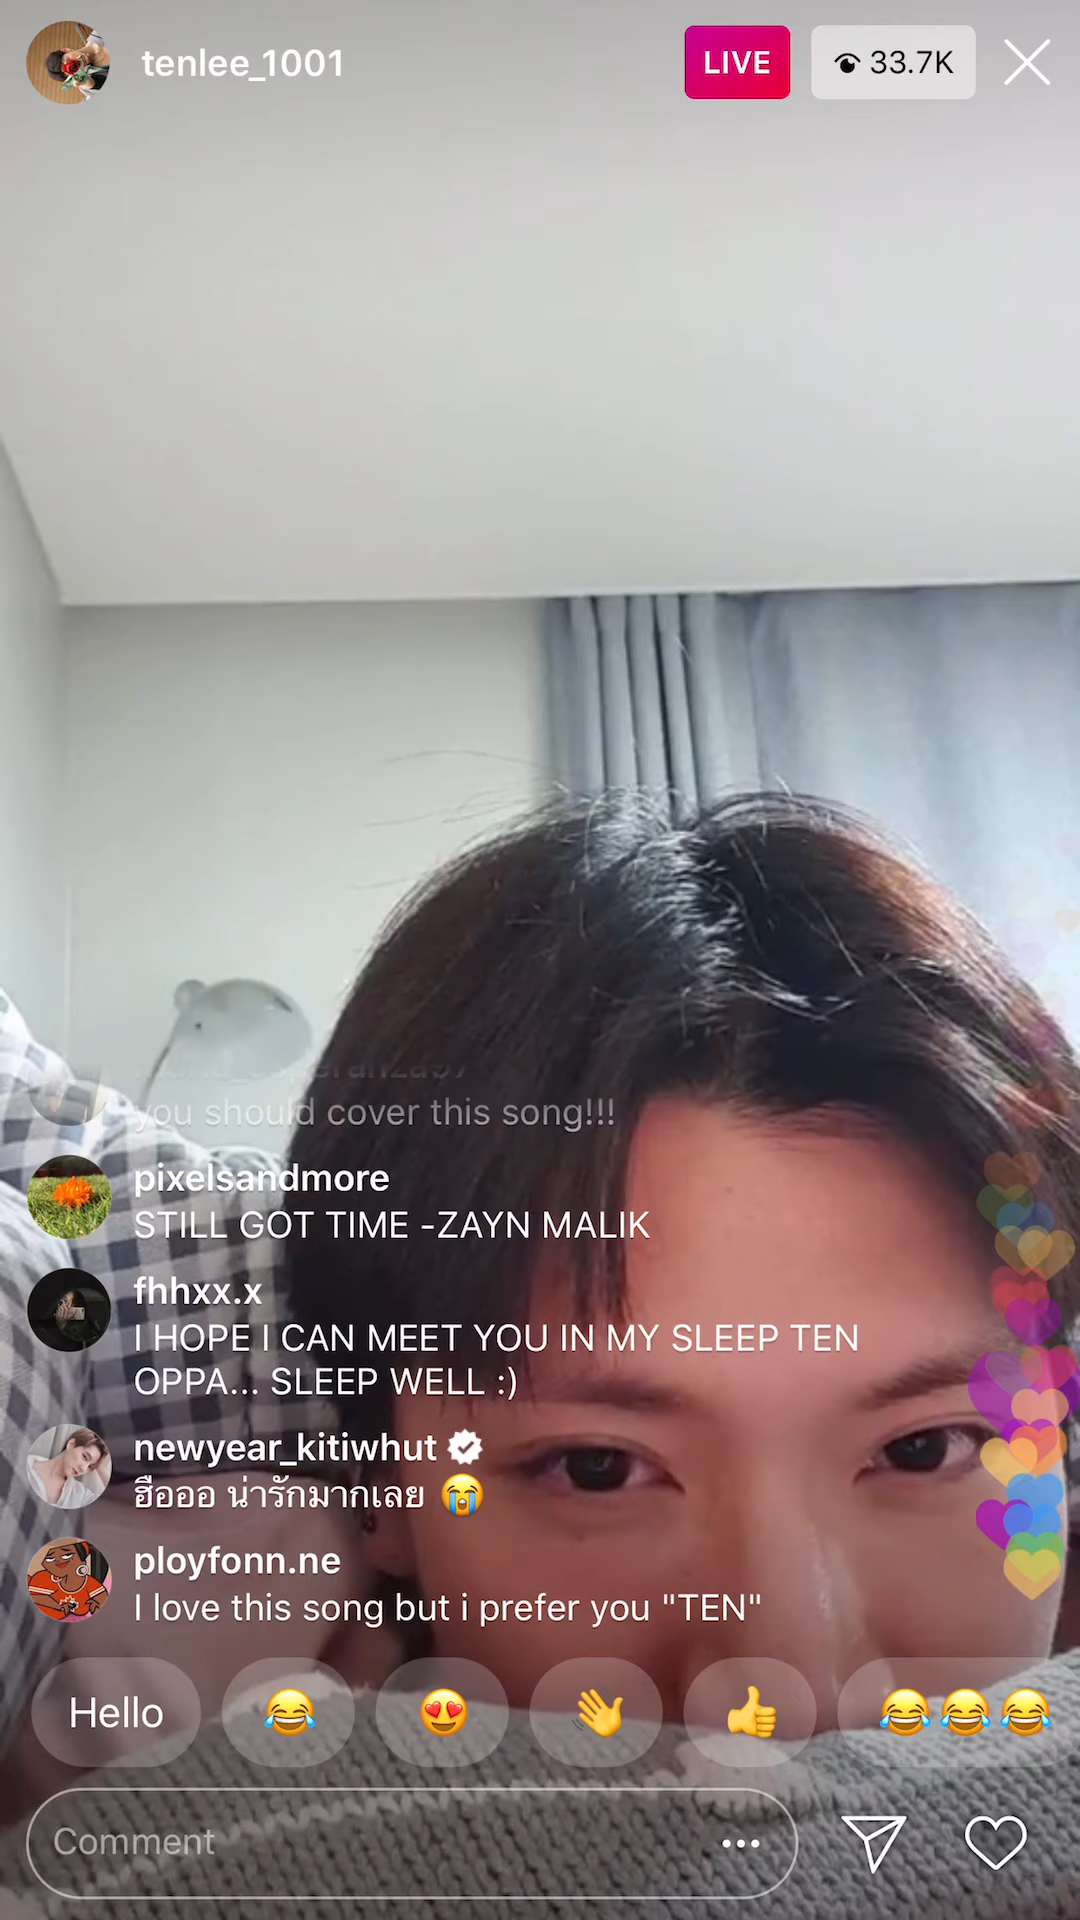 tenlee_1001
LIVE
33.7K
you should cover this song!!!
pixelsandmore
STILL GOT TIME -ZAYN MALIK
fhhxx.x
I HOPE I CAN MEET YOU IN MY SLEEP TEN
OPPA... SLEEP WELL :)
newyear_kitiwhut
ฮืออออ น่ารักมากเลย 😭
ployfonn.ne
I love this song but i prefer you "TEN"
Hello 😂 😍 👋 👍 😂😂😂
Comment